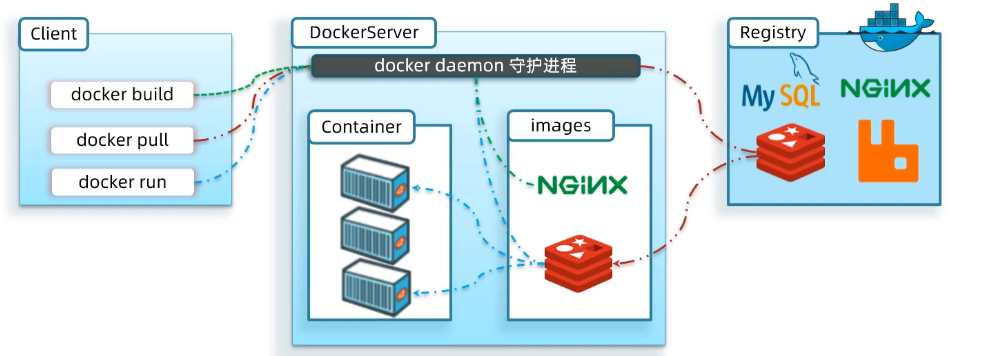 Client
docker build
docker pull
docker run
DockerServer
docker daemon 守护进程
Container
images
NGINX
Registry
MySQL
NGINX